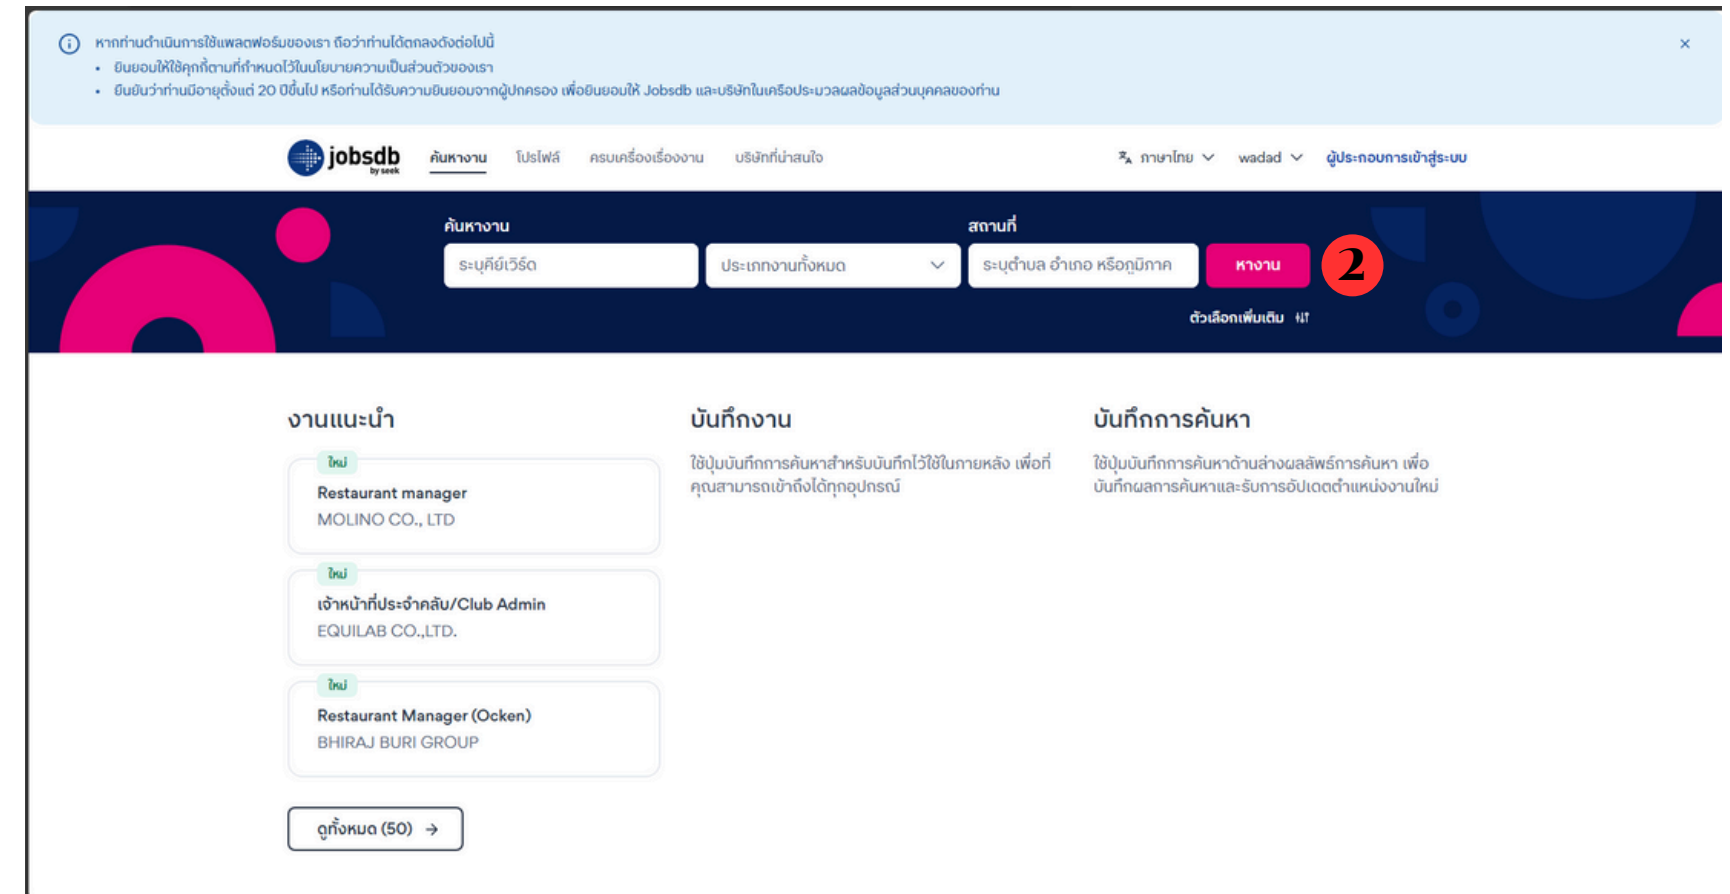 หากท่านดำเนินการใช้แพลตฟอร์มของเรา ถือว่าท่านได้ตกลงดังต่อไปนี้
• ยินยอมให้ใช้คุกกี้ตามที่กำหนดไว้ในนโยบายความเป็นส่วนตัวของเรา
• ยืนยันว่าท่านมีอายุตั้งแต่ 20 ปีขึ้นไป หรือท่านได้รับความยินยอมจากผู้ปกครอง เพื่อยินยอมให้ Jobsdb และบริษัทในเครือประมวลผลข้อมูลส่วนบุคคลของท่าน
jobsdb ค้นหางาน โปรไฟล์ ครบเครื่องเรื่องงาน บริษัทที่น่าสนใจ ภาษาไทย wadad ผู้ประกอบการเข้าสู่ระบบ
by seek
ค้นหางาน สถานที่
ระบุคีย์เวิร์ด ประเภทงานทั้งหมด ระบุตำบล อำเภอ หรือภูมิภาค หางาน 2
ตัวเลือกเพิ่มเติม
งานแนะนำ
ใหม่
Restaurant manager
MOLINO CO., LTD
ใหม่
เจ้าหน้าที่ประจำคลับ/Club Admin
EQUILAB CO.,LTD.
ใหม่
Restaurant Manager (Ocken)
BHIRAJ BURI GROUP
ดูทั้งหมด (50) →
บันทึกงาน
ใช้ปุ่มบันทึกการค้นหาสำหรับบันทึกไว้ใช้ในภายหลัง เพื่อที่
คุณสามารถเข้าถึงได้ทุกอุปกรณ์
บันทึกการค้นหา
ใช้ปุ่มบันทึกการค้นหาด้านล่างผลลัพธ์การค้นหา เพื่อ
บันทึกผลการค้นหาและรับการอัปเดตตำแหน่งงานใหม่